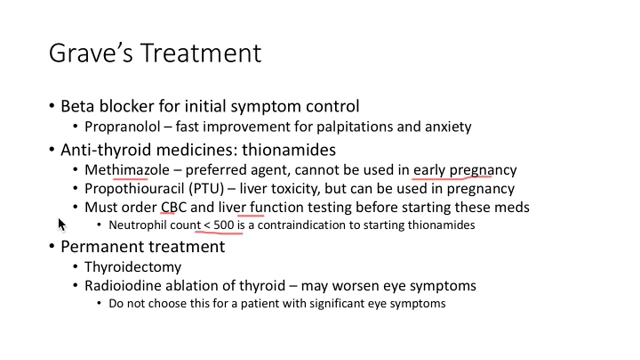 Grave's Treatment
• Beta blocker for initial symptom control
• Propranolol – fast improvement for palpitations and anxiety
• Anti-thyroid medicines: thionamides
• Methimazole – preferred agent, cannot be used in early pregnancy
• Propothiouracil (PTU) – liver toxicity, but can be used in pregnancy
• Must order CBC and liver function testing before starting these meds
• Neutrophil count < 500 is a contraindication to starting thionamides
• Permanent treatment
• Thyroidectomy
• Radioiodine ablation of thyroid – may worsen eye symptoms
• Do not choose this for a patient with significant eye symptoms